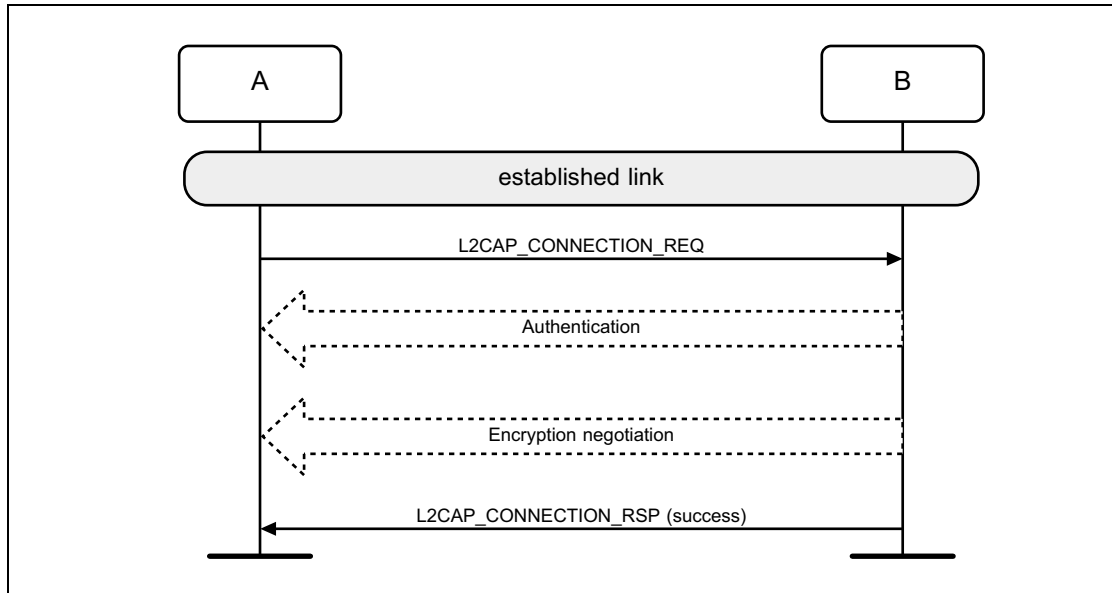 A
B
established link
L2CAP_CONNECTION_REQ
Authentication
Encryption negotiation
L2CAP_CONNECTION_RSP (success)